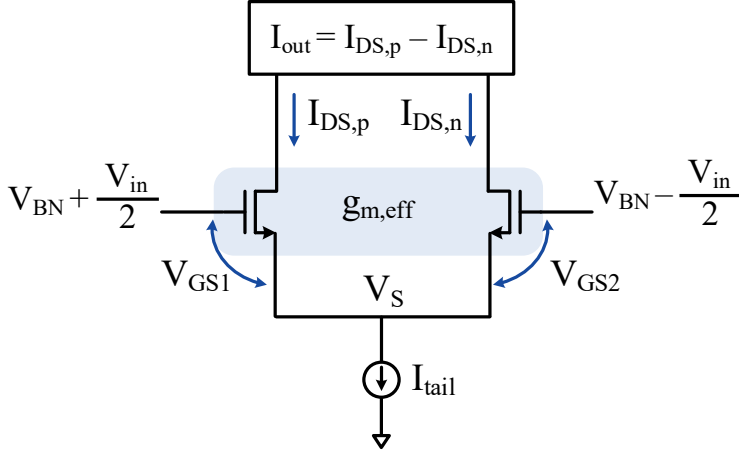 I_out = I_DS,p – I_DS,n
I_DS,p
I_DS,n
V_BN + V_in/2
g_m,eff
V_BN – V_in/2
V_GS1
V_S
V_GS2
I_tail